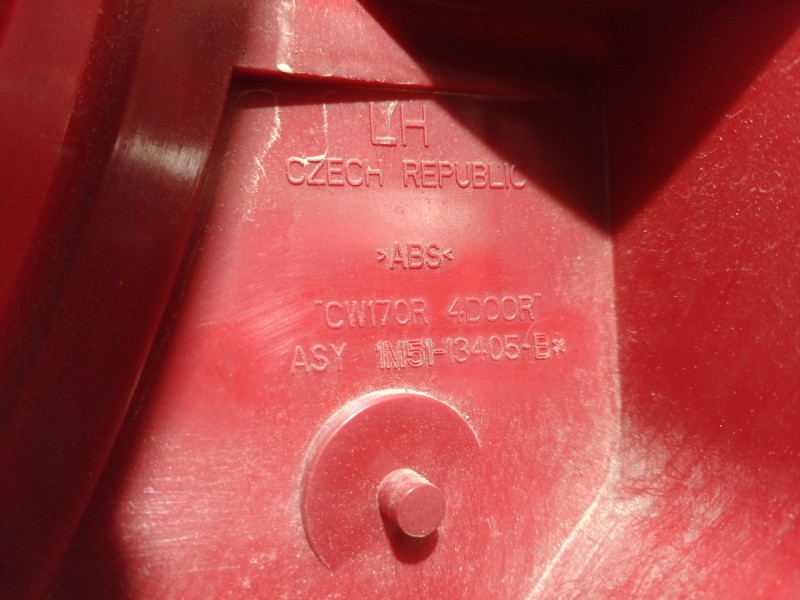 LH
CZECH REPUBLIC
>ABS<
"CW170R 4DOOR"
ASY 1M51-13405-B*